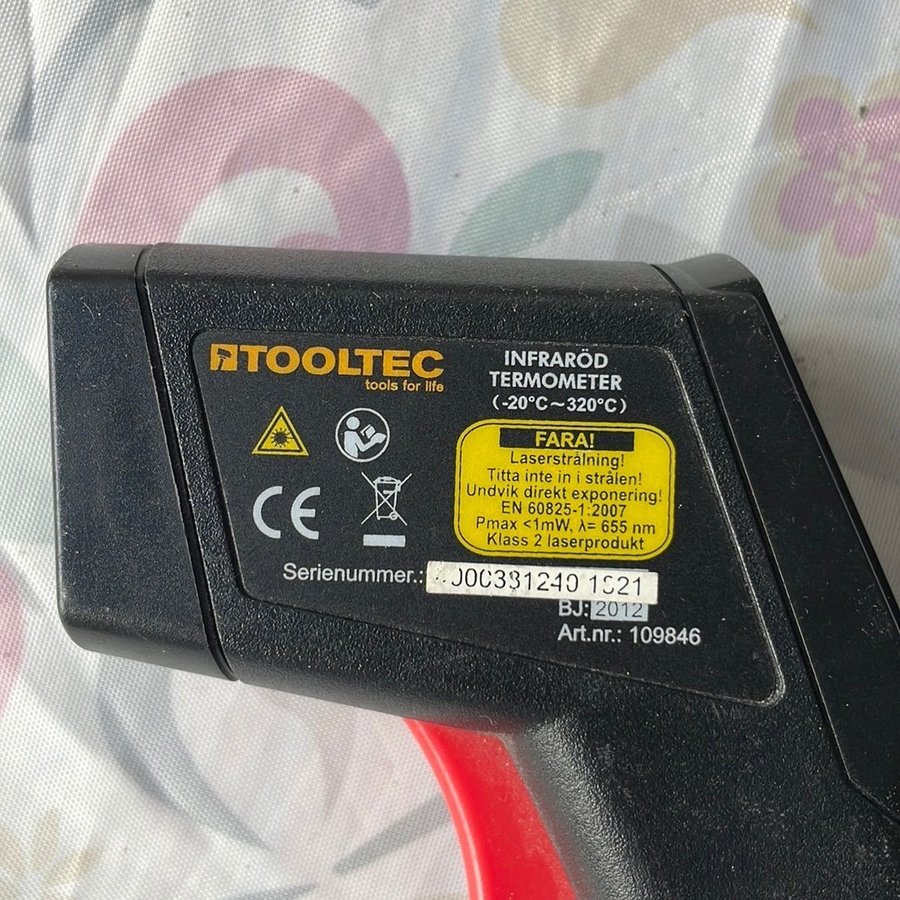 TOOLTEC
tools for life
INFRARÖD
TERMOMETER
(-20°C~320°C)
FARA!
Laserstrålning!
Titta inte in i strålen!
Undvik direkt exponering!
EN 60825-1:2007
Pmax <1mW, λ= 655 nm
Klass 2 laserprodukt
CE
Serienummer.:
BJ: 2012
Art.nr.: 109846